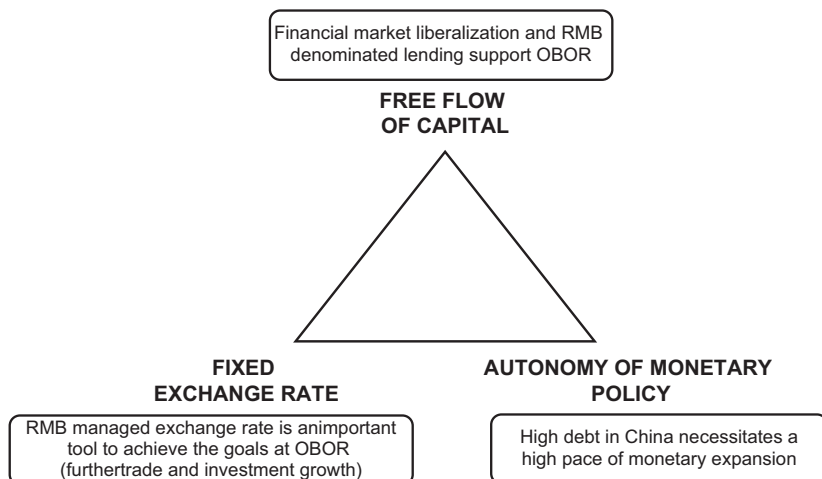 Financial market liberalization and RMB
denominated lending support OBOR
FREE FLOW
OF CAPITAL
FIXED
EXCHANGE RATE
RMB managed exchange rate is animportant
tool to achieve the goals at OBOR
(furthertrade and investment growth)
AUTONOMY OF MONETARY
POLICY
High debt in China necessitates a
high pace of monetary expansion